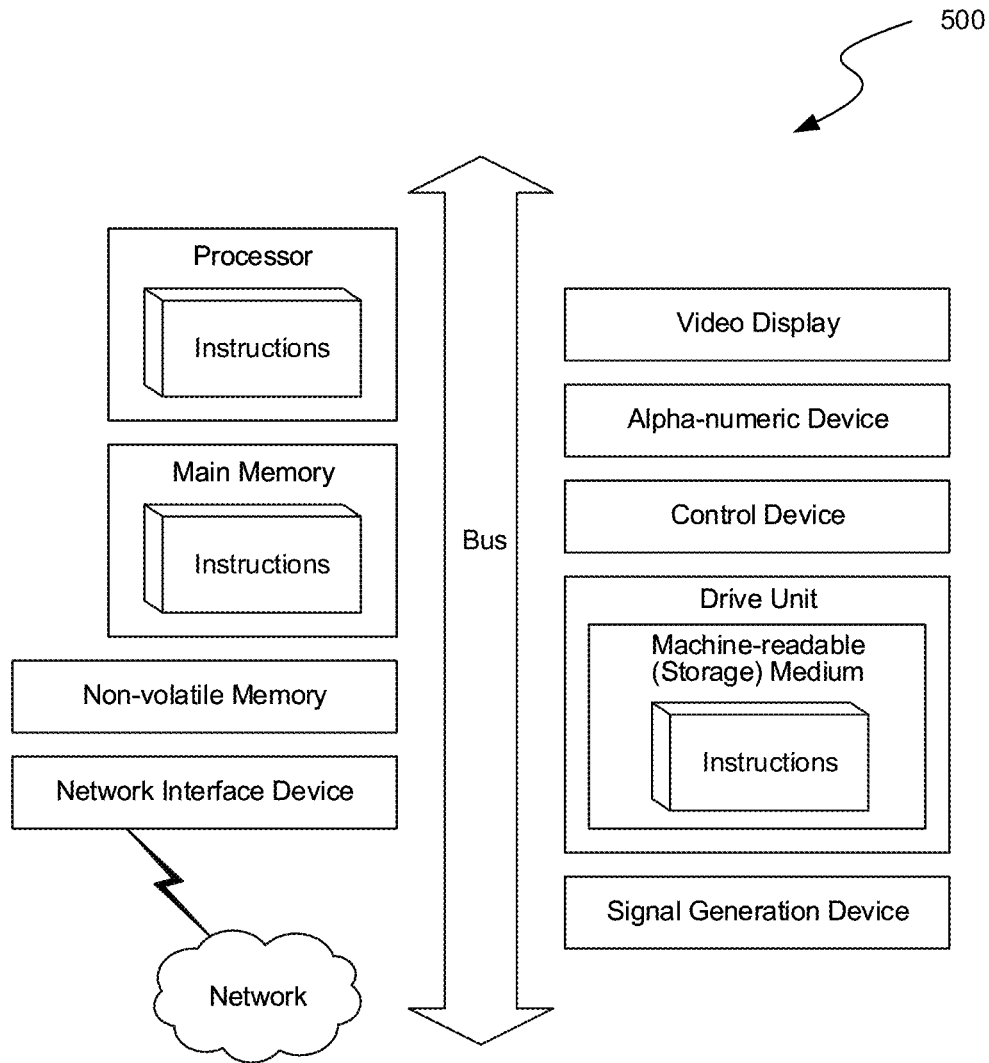 500
Processor
Instructions
Main Memory
Instructions
Non-volatile Memory
Network Interface Device
Network
Bus
Video Display
Alpha-numeric Device
Control Device
Drive Unit
Machine-readable
(Storage) Medium
Instructions
Signal Generation Device